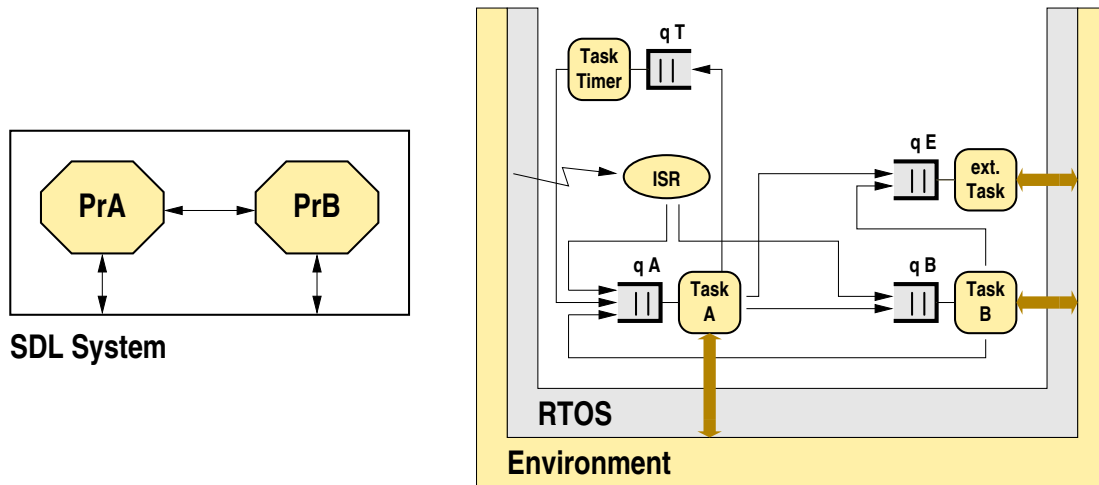 PrA
PrB
SDL System
q T
Task
Timer
ISR
q E
ext.
Task
q A
Task
A
q B
Task
B
RTOS
Environment